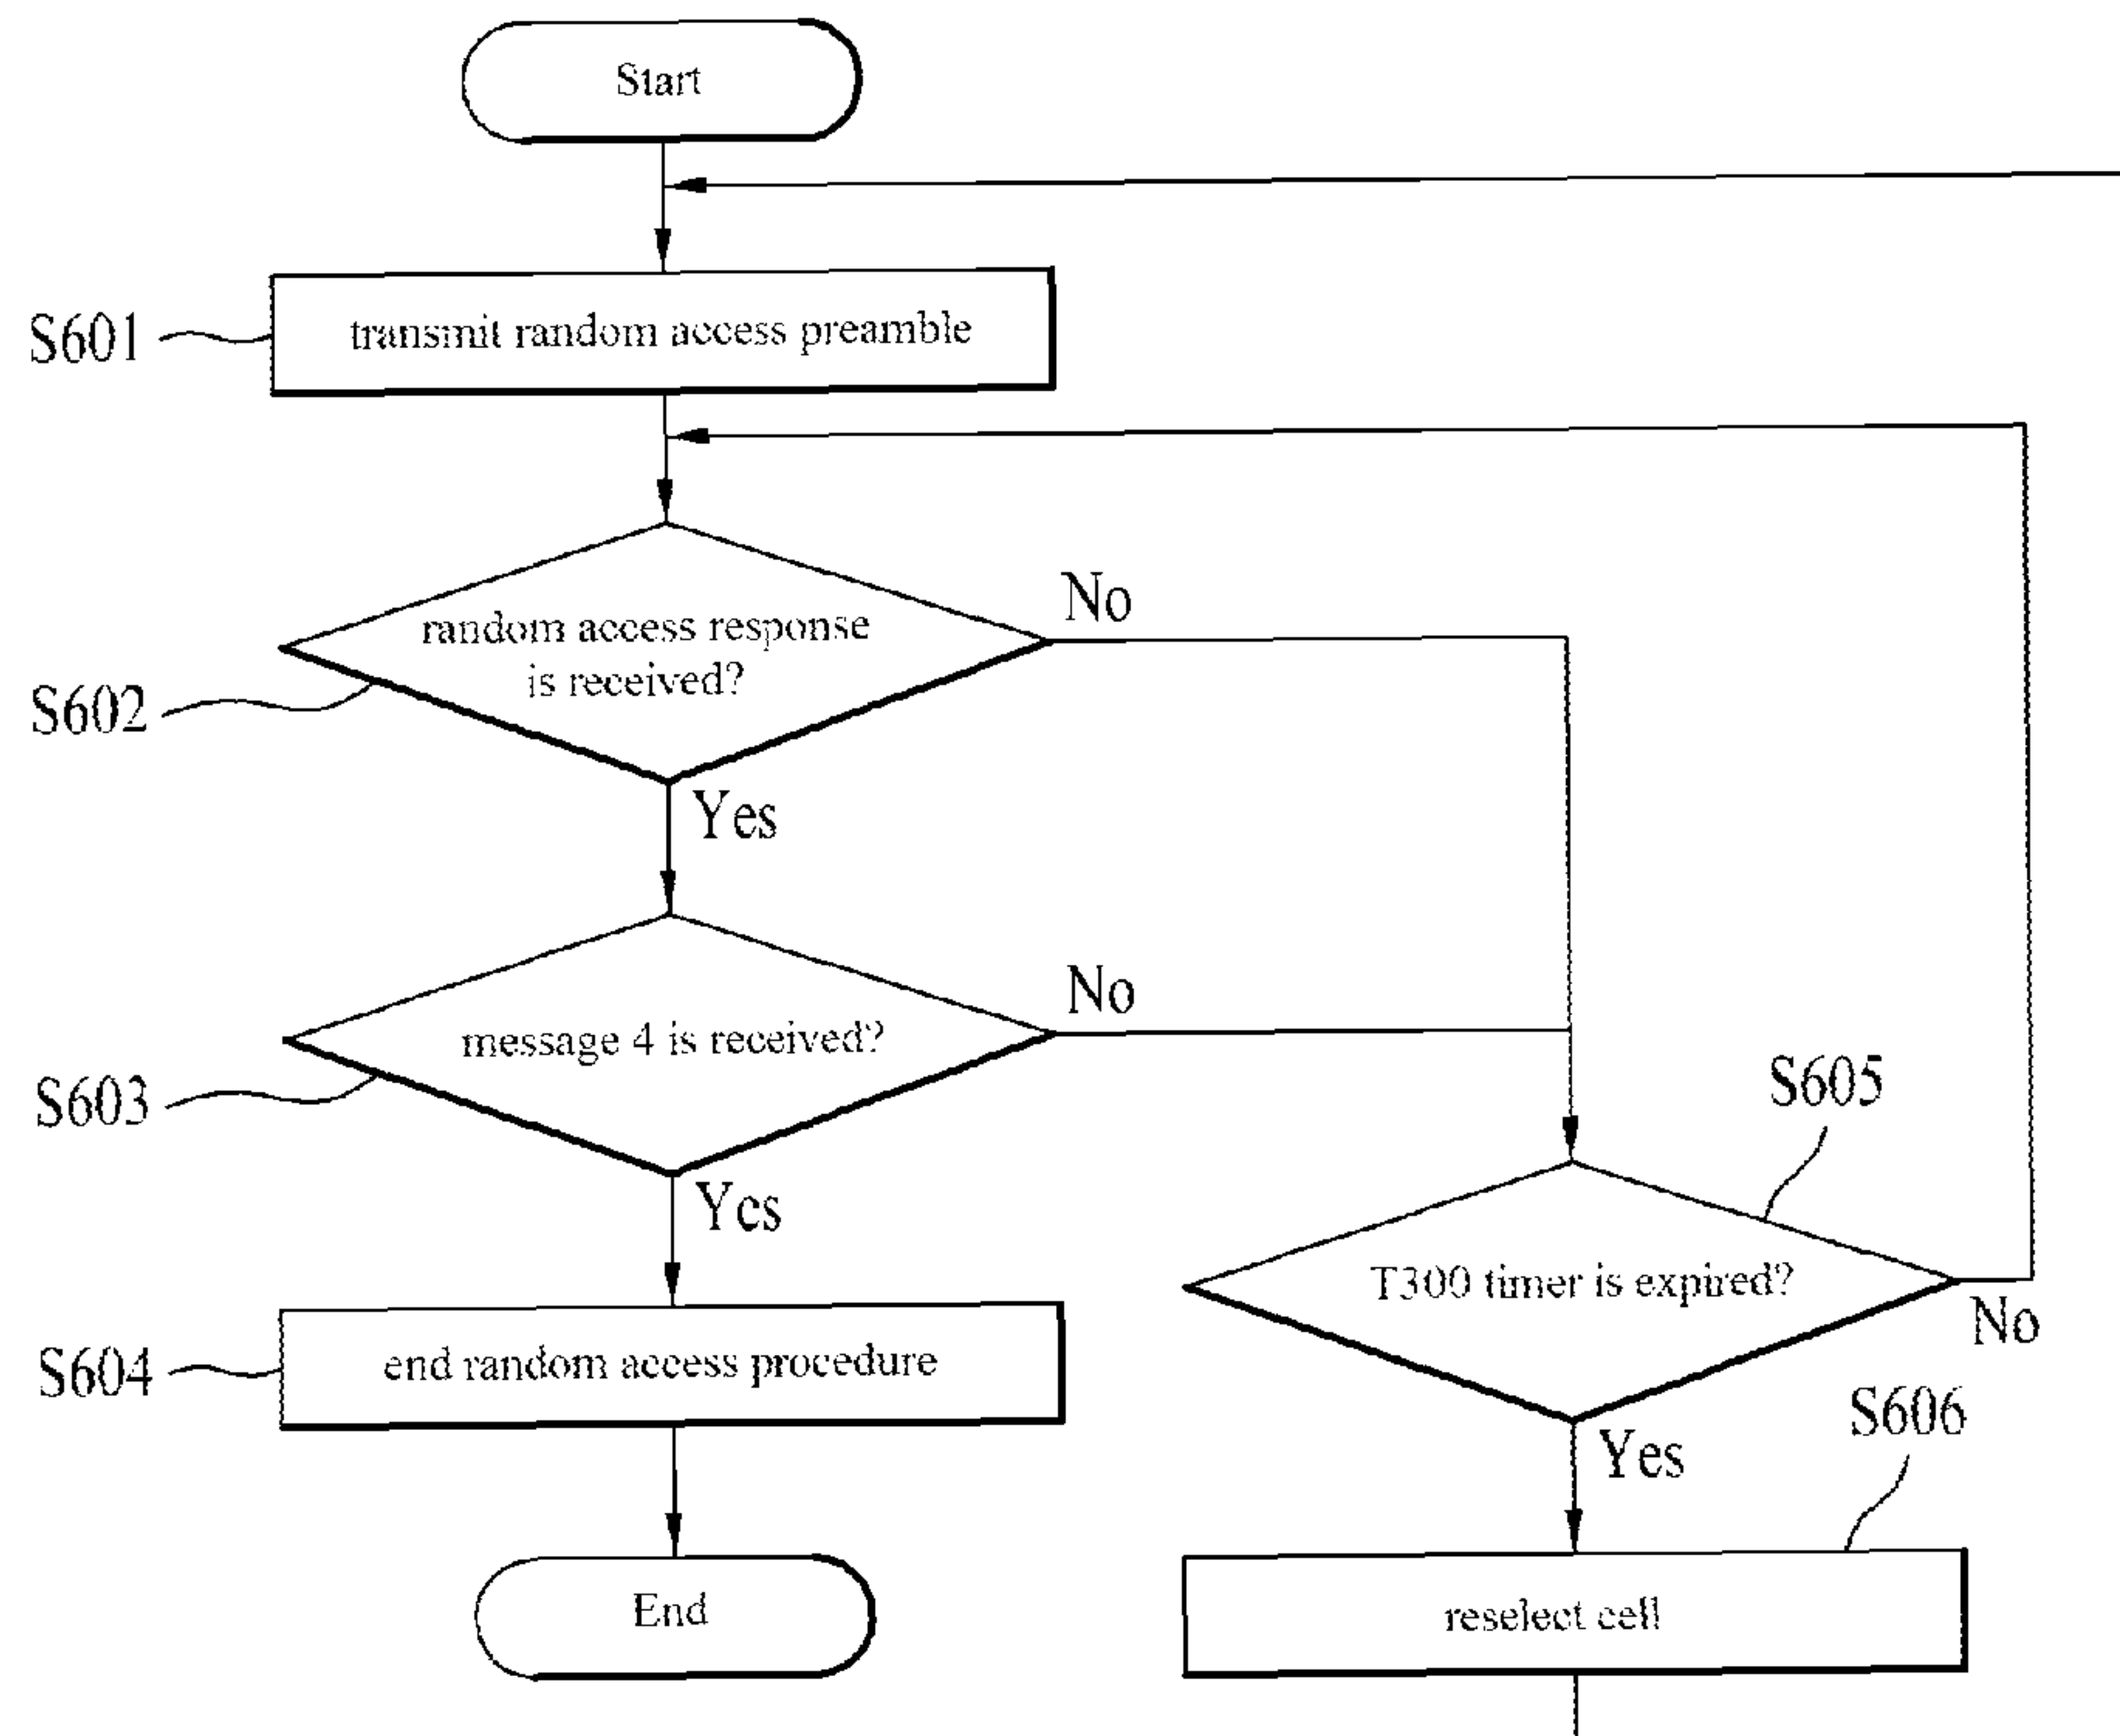 Start
S601
transmit random access preamble
random access response
is received?
No
S602
Yes
message 4 is received?
No
S603
Yes
S605
T300 timer is expired?
No
S604
end random access procedure
Yes
S606
End
reselect cell